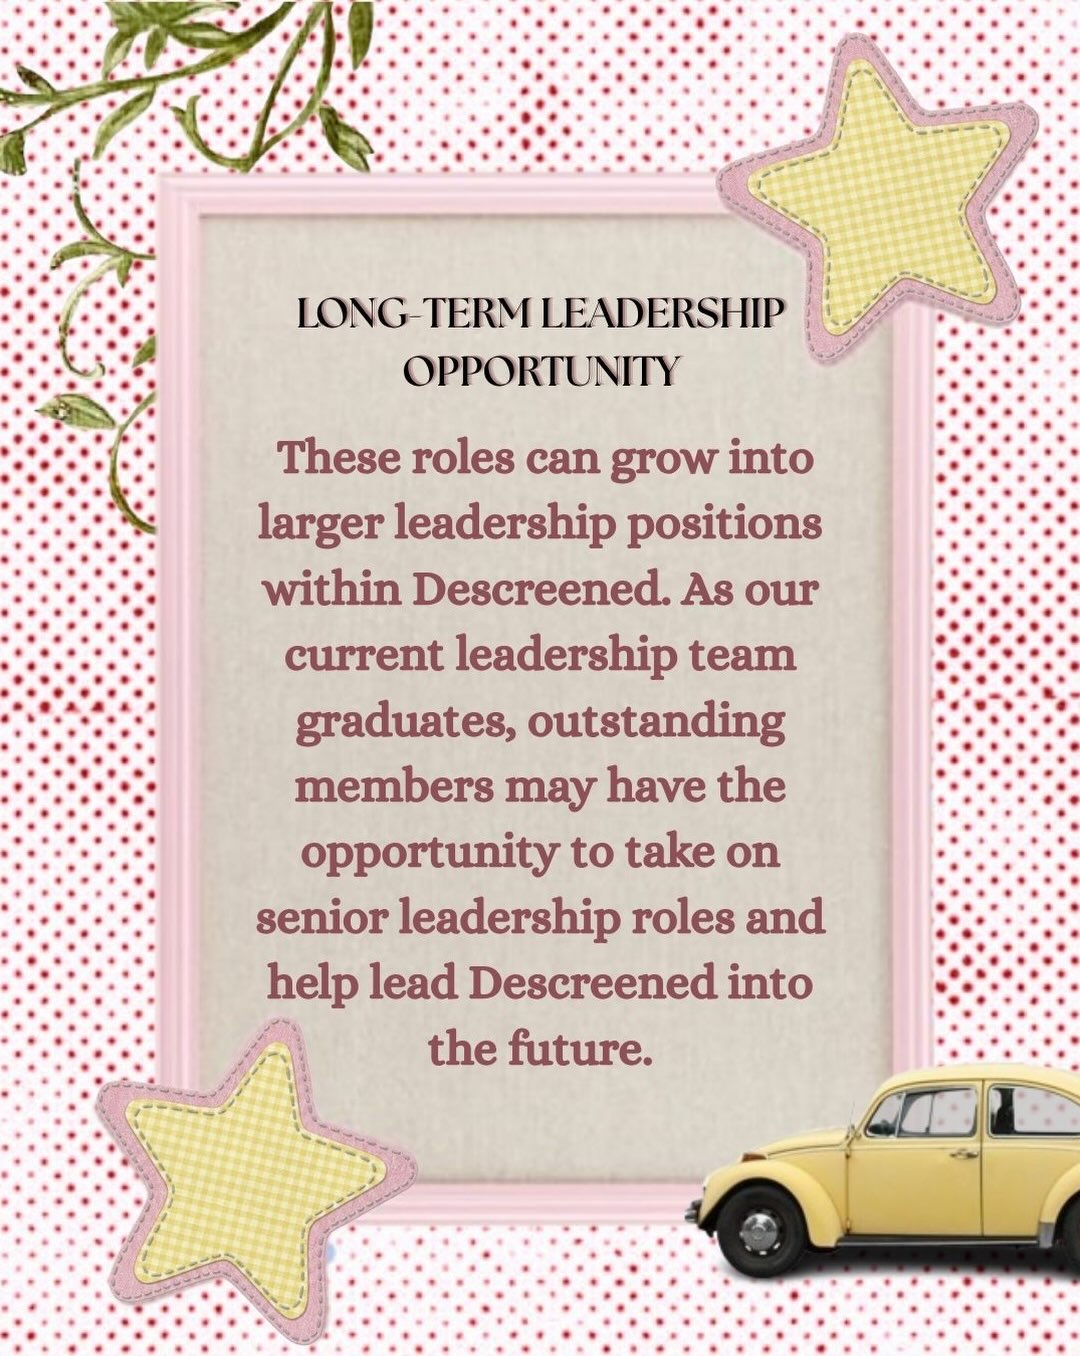 LONG-TERM LEADERSHIP
OPPORTUNITY
These roles can grow into
larger leadership positions
within Descreened. As our
current leadership team
graduates, outstanding
members may have the
opportunity to take on
senior leadership roles and
help lead Descreened into
the future.